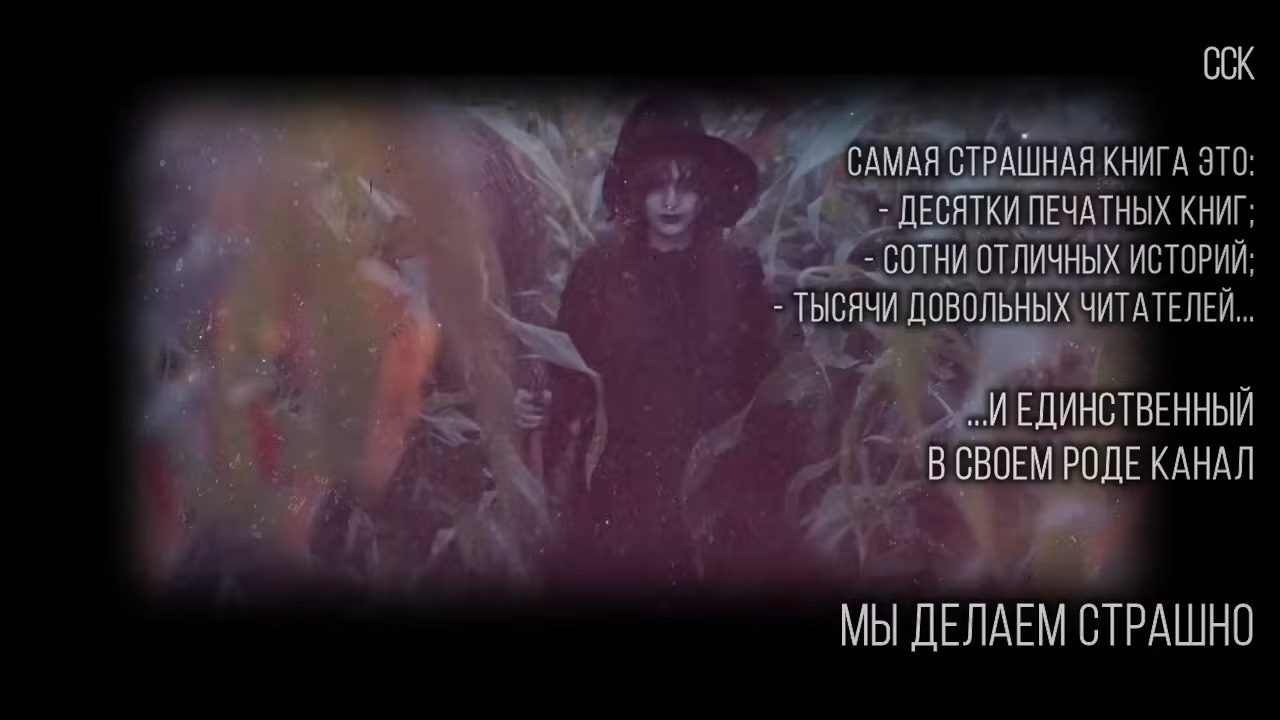 ССК
САМАЯ СТРАШНАЯ КНИГА ЭТО:
- ДЕСЯТКИ ПЕЧАТНЫХ КНИГ;
- СОТНИ ОТЛИЧНЫХ ИСТОРИЙ;
- ТЫСЯЧИ ДОВОЛЬНЫХ ЧИТАТЕЛЕЙ...
...И ЕДИНСТВЕННЫЙ
В СВОЕМ РОДЕ КАНАЛ
МЫ ДЕЛАЕМ СТРАШНО